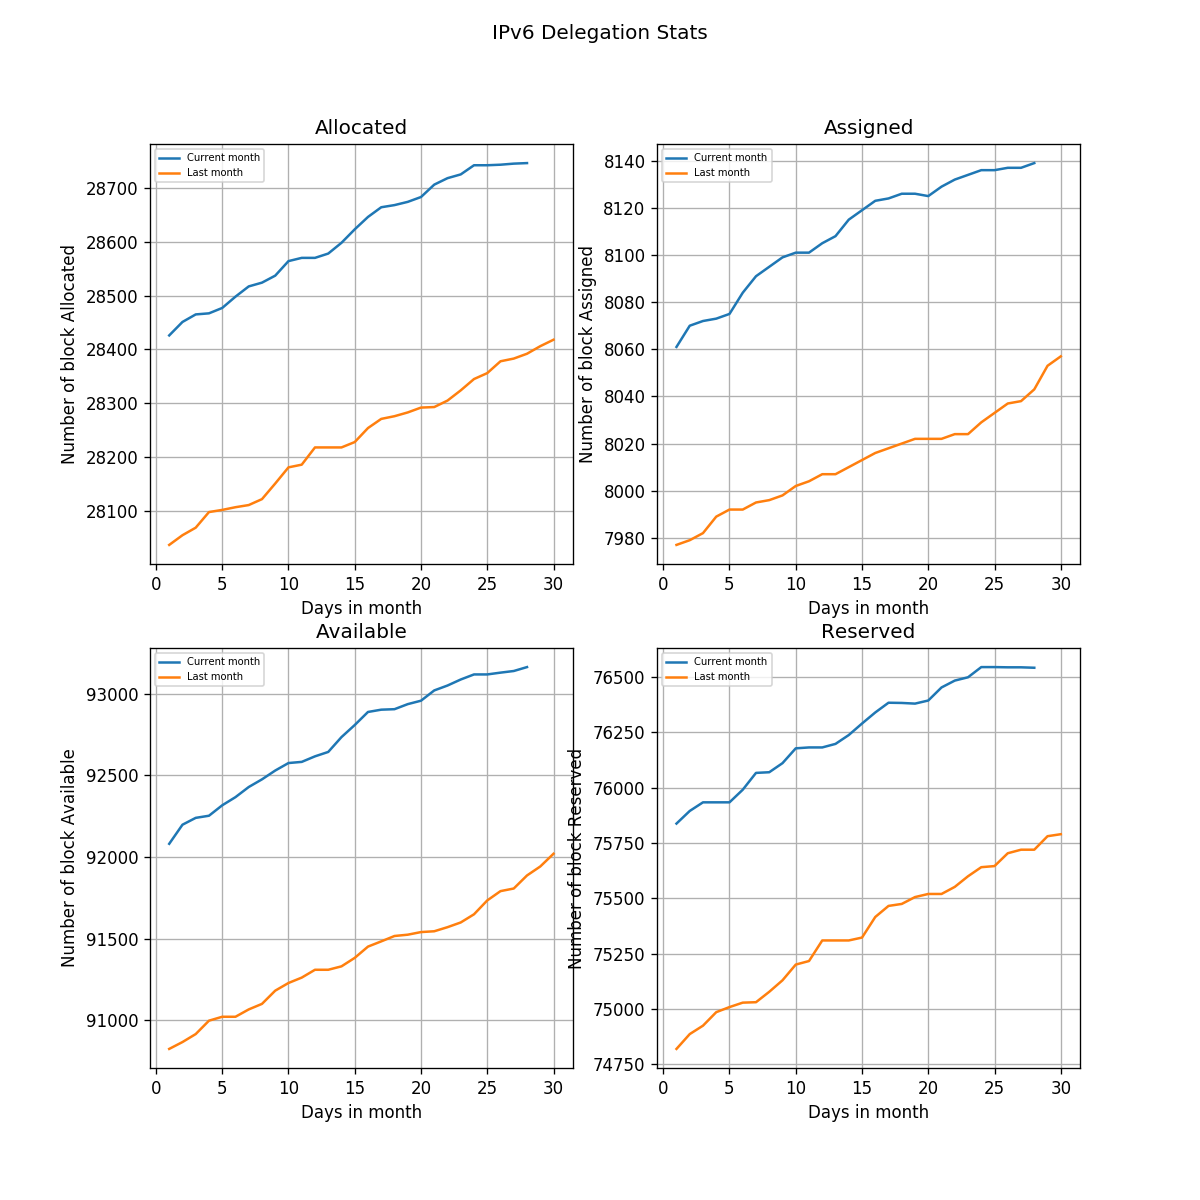 IPv6 Delegation Stats
Allocated
Number of block Allocated
Current month
Last month
28700
28600
28500
28400
28300
28200
28100
0 5 10 15 20 25 30
Days in month
Assigned
Number of block Assigned
Current month
Last month
8140
8120
8100
8080
8060
8040
8020
8000
7980
0 5 10 15 20 25 30
Days in month
Available
Number of block Available
Current month
Last month
93000
92500
92000
91500
91000
0 5 10 15 20 25 30
Days in month
Reserved
Number of block Reserved
Current month
Last month
76500
76250
76000
75750
75500
75250
75000
74750
0 5 10 15 20 25 30
Days in month